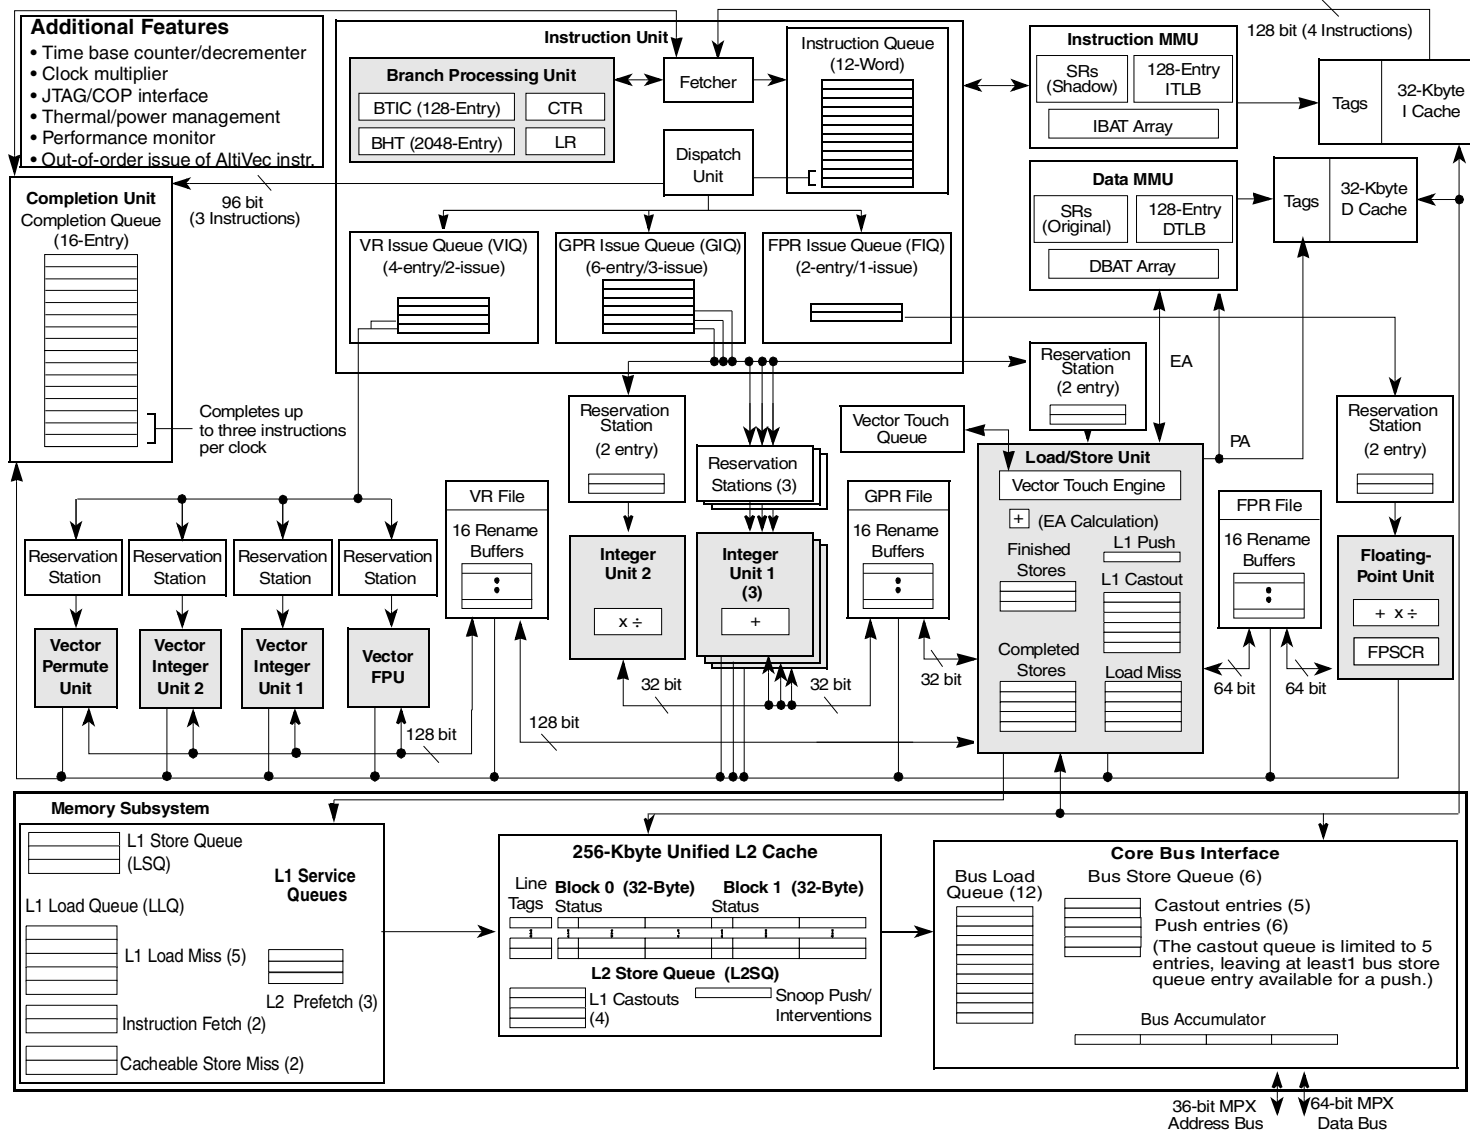 Additional Features
• Time base counter/decrementer
• Clock multiplier
• JTAG/COP interface
• Thermal/power management
• Performance monitor
• Out-of-order issue of AltiVec instr.
Instruction Unit
Branch Processing Unit
BTIC (128-Entry)
CTR
BHT (2048-Entry)
LR
Fetcher
Dispatch
Unit
Instruction Queue
(12-Word)
Instruction MMU
SRs
(Shadow)
128-Entry
ITLB
IBAT Array
128 bit (4 Instructions)
Tags
32-Kbyte
I Cache
Data MMU
SRs
(Original)
128-Entry
DTLB
DBAT Array
Tags
32-Kbyte
D Cache
Completion Unit
Completion Queue
(16-Entry)
96 bit
(3 Instructions)
Completes up
to three instructions
per clock
VR Issue Queue (VIQ)
(4-entry/2-issue)
GPR Issue Queue (GIQ)
(6-entry/3-issue)
FPR Issue Queue (FIQ)
(2-entry/1-issue)
Reservation
Station
(2 entry)
EA
PA
Reservation
Station
(2 entry)
Reservation
Stations (3)
Vector Touch
Queue
Reservation
Station
(2 entry)
Reservation
Station
Reservation
Station
Reservation
Station
Reservation
Station
Vector
Permute
Unit
Vector
Integer
Unit 2
Vector
Integer
Unit 1
Vector
FPU
VR File
16 Rename
Buffers
Integer
Unit 2
x ÷
Integer
Unit 1
(3)
+
GPR File
16 Rename
Buffers
Load/Store Unit
Vector Touch Engine
+
(EA Calculation)
Finished
Stores
L1 Push
L1 Castout
Completed
Stores
Load Miss
FPR File
16 Rename
Buffers
Floating-
Point Unit
+ x ÷
FPSCR
32 bit
32 bit
32 bit
64 bit
64 bit
128 bit
128 bit
Memory Subsystem
L1 Store Queue
(LSQ)
L1 Service
Queues
L1 Load Queue (LLQ)
L1 Load Miss (5)
L2 Prefetch (3)
Instruction Fetch (2)
Cacheable Store Miss (2)
256-Kbyte Unified L2 Cache
Line
Tags
Block 0 (32-Byte)
Status
Block 1 (32-Byte)
Status
L2 Store Queue (L2SQ)
L1 Castouts
(4)
Snoop Push/
Interventions
Core Bus Interface
Bus Load
Queue (12)
Bus Store Queue (6)
Castout entries (5)
Push entries (6)
(The castout queue is limited to 5
entries, leaving at least1 bus store
queue entry available for a push.)
Bus Accumulator
36-bit MPX
Address Bus
64-bit MPX
Data Bus